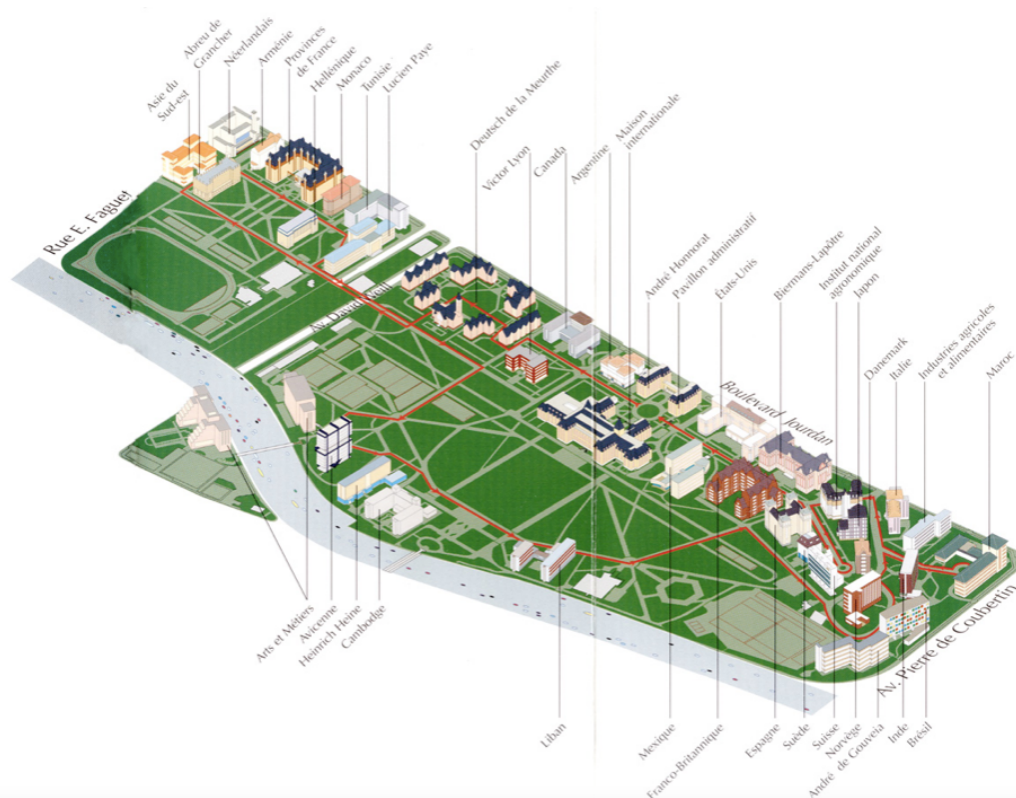 Asie du
Sud-est
Abreu de
Grancher
Néerlandais
Arménie
Provinces
de France
Hellénique
Monaco
Tunisie
Lucien Paye
Deutsch de la Meurthe
Victor Lyon
Canada
Argentine
Maison
internationale
André Honnorat
Pavillon administratif
États-Unis
Biermans-Lapôtre
Institut national
agronomique
Japon
Danemark
Italie
Industries agricoles
et alimentaires
Maroc
Rue E. Faguet
Av. David Weill
Boulevard Jourdan
Av. Pierre de Coubertin
Arts et Métiers
Avicenne
Heinrich Heine
Cambodge
Liban
Mexique
Franco-Britannique
Espagne
Suède
Suisse
Norvège
André de Gouveia
Inde
Brésil